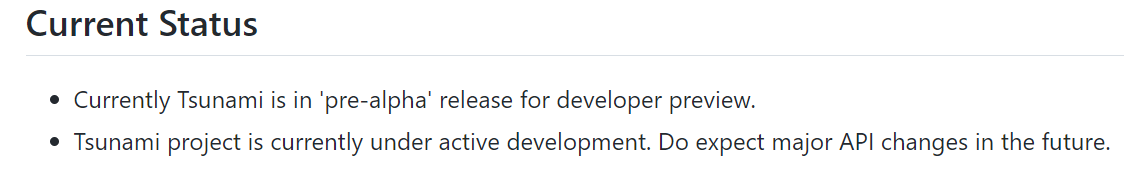 Current Status
Currently Tsunami is in 'pre-alpha' release for developer preview.
Tsunami project is currently under active development. Do expect major API changes in the future.